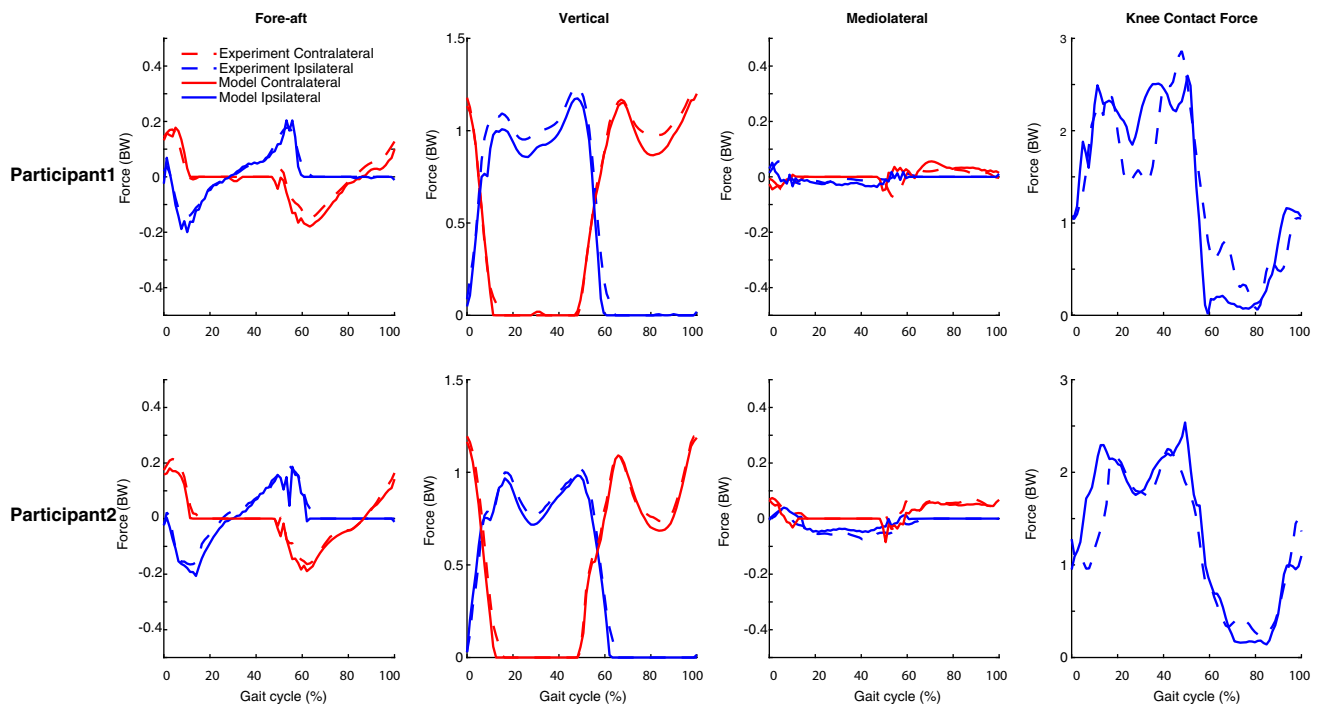 Fore-aft
Vertical
Mediolateral
Knee Contact Force
Participant1
Force (BW)
0.4
0.2
0
-0.2
-0.4
0 20 40 60 80 100
Experiment Contralateral
Experiment Ipsilateral
Model Contralateral
Model Ipsilateral
Force (BW)
1.5
1
0.5
0
0 20 40 60 80 100
Force (BW)
0.4
0.2
0
-0.2
-0.4
0 20 40 60 80 100
Force (BW)
3
2
1
0
0 20 40 60 80 100
Participant2
Force (BW)
0.4
0.2
0
-0.2
-0.4
0 20 40 60 80 100
Gait cycle (%)
Force (BW)
1.5
1
0.5
0
0 20 40 60 80 100
Gait cycle (%)
Force (BW)
0.4
0.2
0
-0.2
-0.4
0 20 40 60 80 100
Gait cycle (%)
Force (BW)
3
2
1
0
0 20 40 60 80 100
Gait cycle (%)